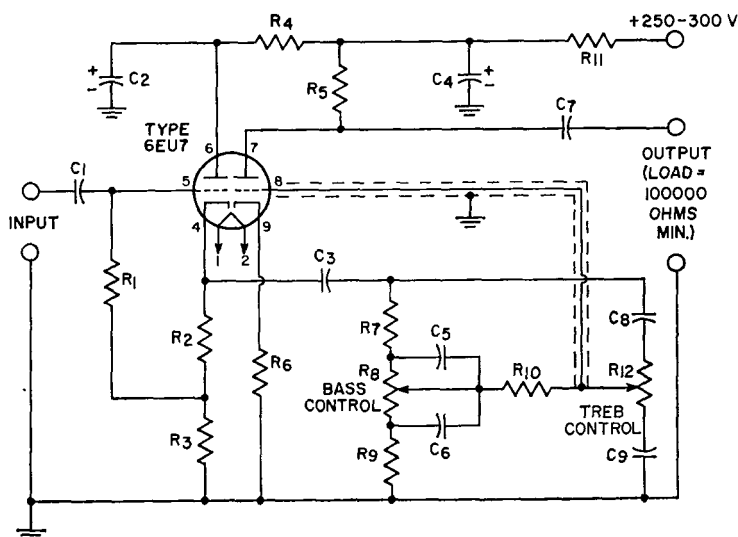 R4
+250-300 V
+
-
C2
R5
C4
+
-
R11
C7
TYPE
6EU7
6
7
C1
5
8
OUTPUT
(LOAD =
100000
OHMS
MIN.)
INPUT
4
9
1
2
C3
R1
R2
R6
R7
C5
C8
R8
BASS
CONTROL
R10
R12
TREB
CONTROL
R3
C6
R9
C9